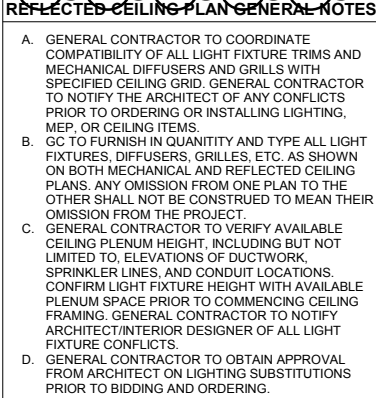 REFLECTED CEILING PLAN GENERAL NOTES
A. GENERAL CONTRACTOR TO COORDINATE
COMPATIBILITY OF ALL LIGHT FIXTURE TRIMS AND
MECHANICAL DIFFUSERS AND GRILLS WITH
SPECIFIED CEILING GRID. GENERAL CONTRACTOR
TO NOTIFY THE ARCHITECT OF ANY CONFLICTS
PRIOR TO ORDERING OR INSTALLING LIGHTING,
MEP, OR CEILING ITEMS.
B. GC TO FURNISH IN QUANITITY AND TYPE ALL LIGHT
FIXTURES, DIFFUSERS, GRILLES, ETC. AS SHOWN
ON BOTH MECHANICAL AND REFLECTED CEILING
PLANS. ANY OMISSION FROM ONE PLAN TO THE
OTHER SHALL NOT BE CONSTRUED TO MEAN THEIR
OMISSION FROM THE PROJECT.
C. GENERAL CONTRACTOR TO VERIFY AVAILABLE
CEILING PLENUM HEIGHT, INCLUDING BUT NOT
LIMITED TO, ELEVATIONS OF DUCTWORK,
SPRINKLER LINES, AND CONDUIT LOCATIONS.
CONFIRM LIGHT FIXTURE HEIGHT WITH AVAILABLE
PLENUM SPACE PRIOR TO COMMENCING CEILING
FRAMING. GENERAL CONTRACTOR TO NOTIFY
ARCHITECT/INTERIOR DESIGNER OF ALL LIGHT
FIXTURE CONFLICTS.
D. GENERAL CONTRACTOR TO OBTAIN APPROVAL
FROM ARCHITECT ON LIGHTING SUBSTITUTIONS
PRIOR TO BIDDING AND ORDERING.